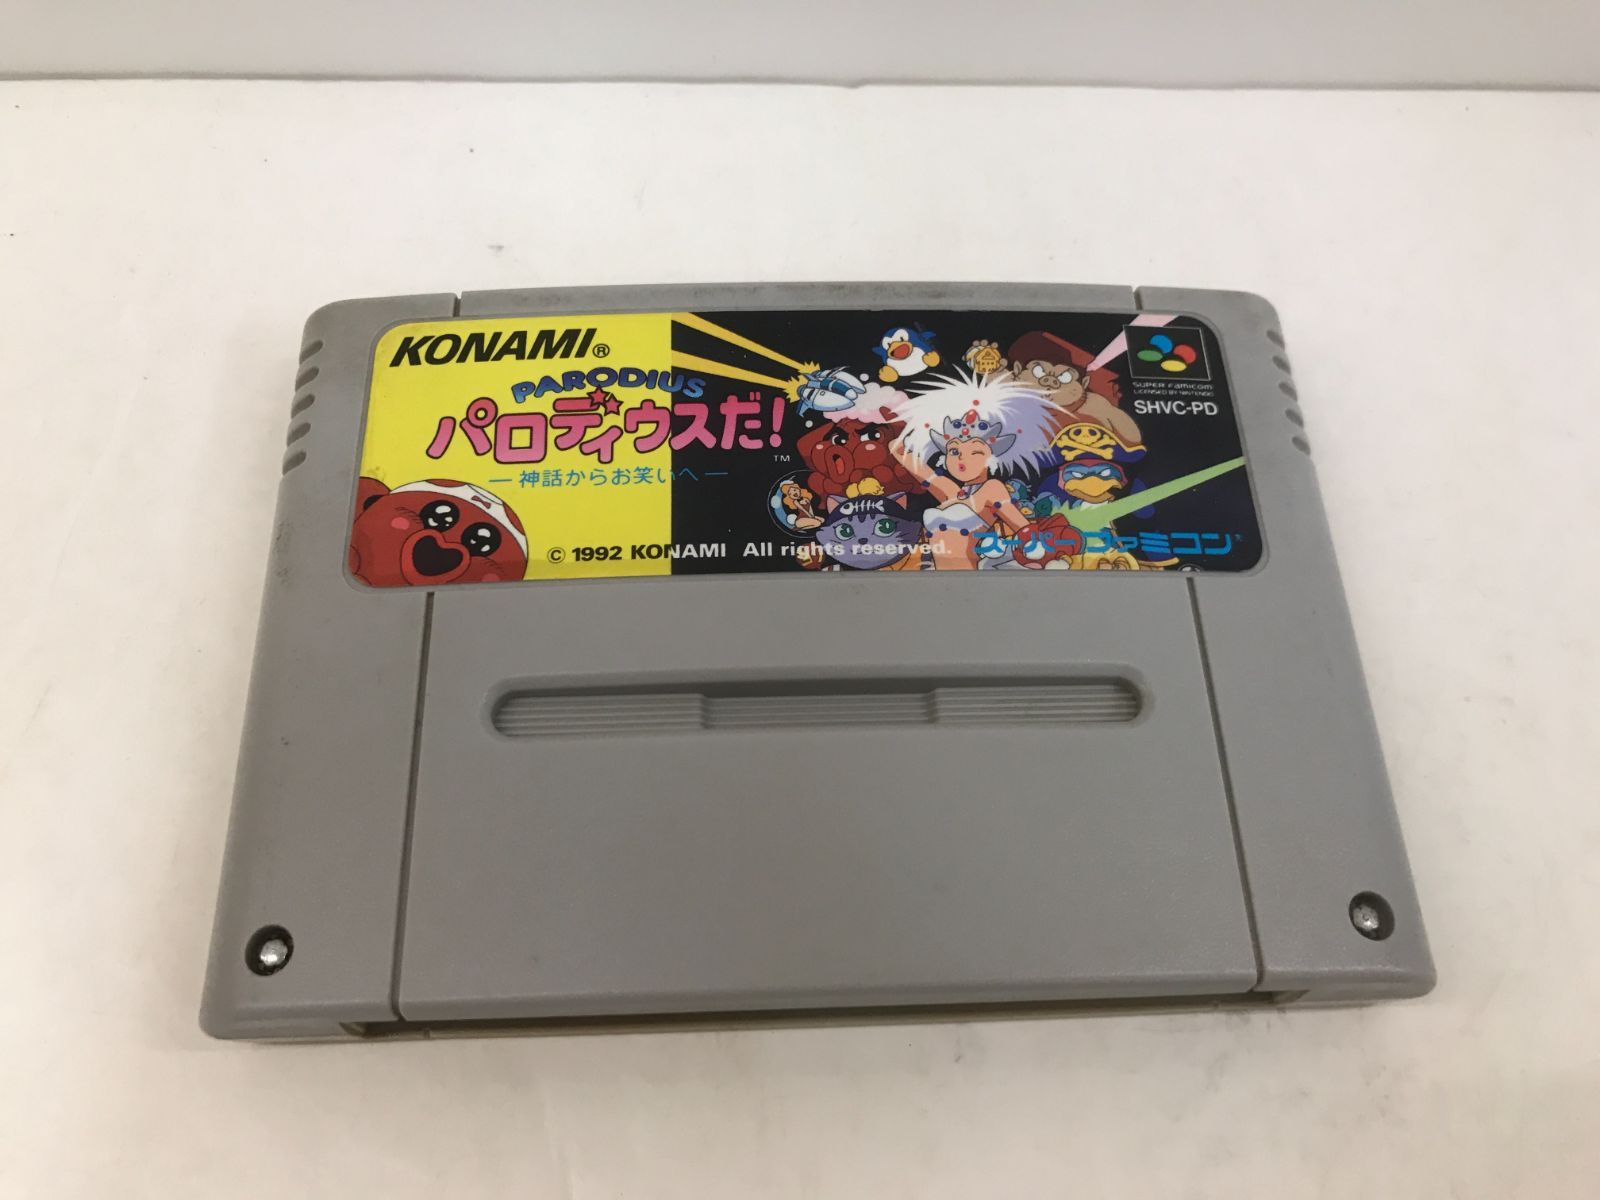 KONAMI®
PARODIUS
パロディウスだ!™
—神話からお笑いへ—
© 1992 KONAMI All rights reserved.
SUPER FAMICOM
LICENSED BY NINTENDO
SHVC-PD
スーパーファミコン